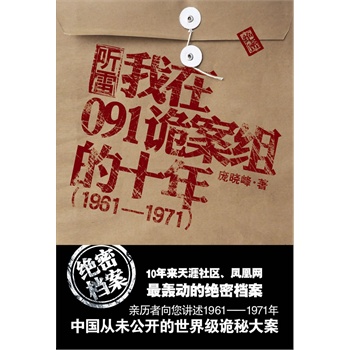 听雷
我在
091诡案组
的十年
庞晓峰·著
(1961——1971)
绝密
档案
10年来天涯社区、凤凰网
最轰动的绝密档案
亲历者向您讲述1961——1971年
中国从未公开的世界级诡秘大案